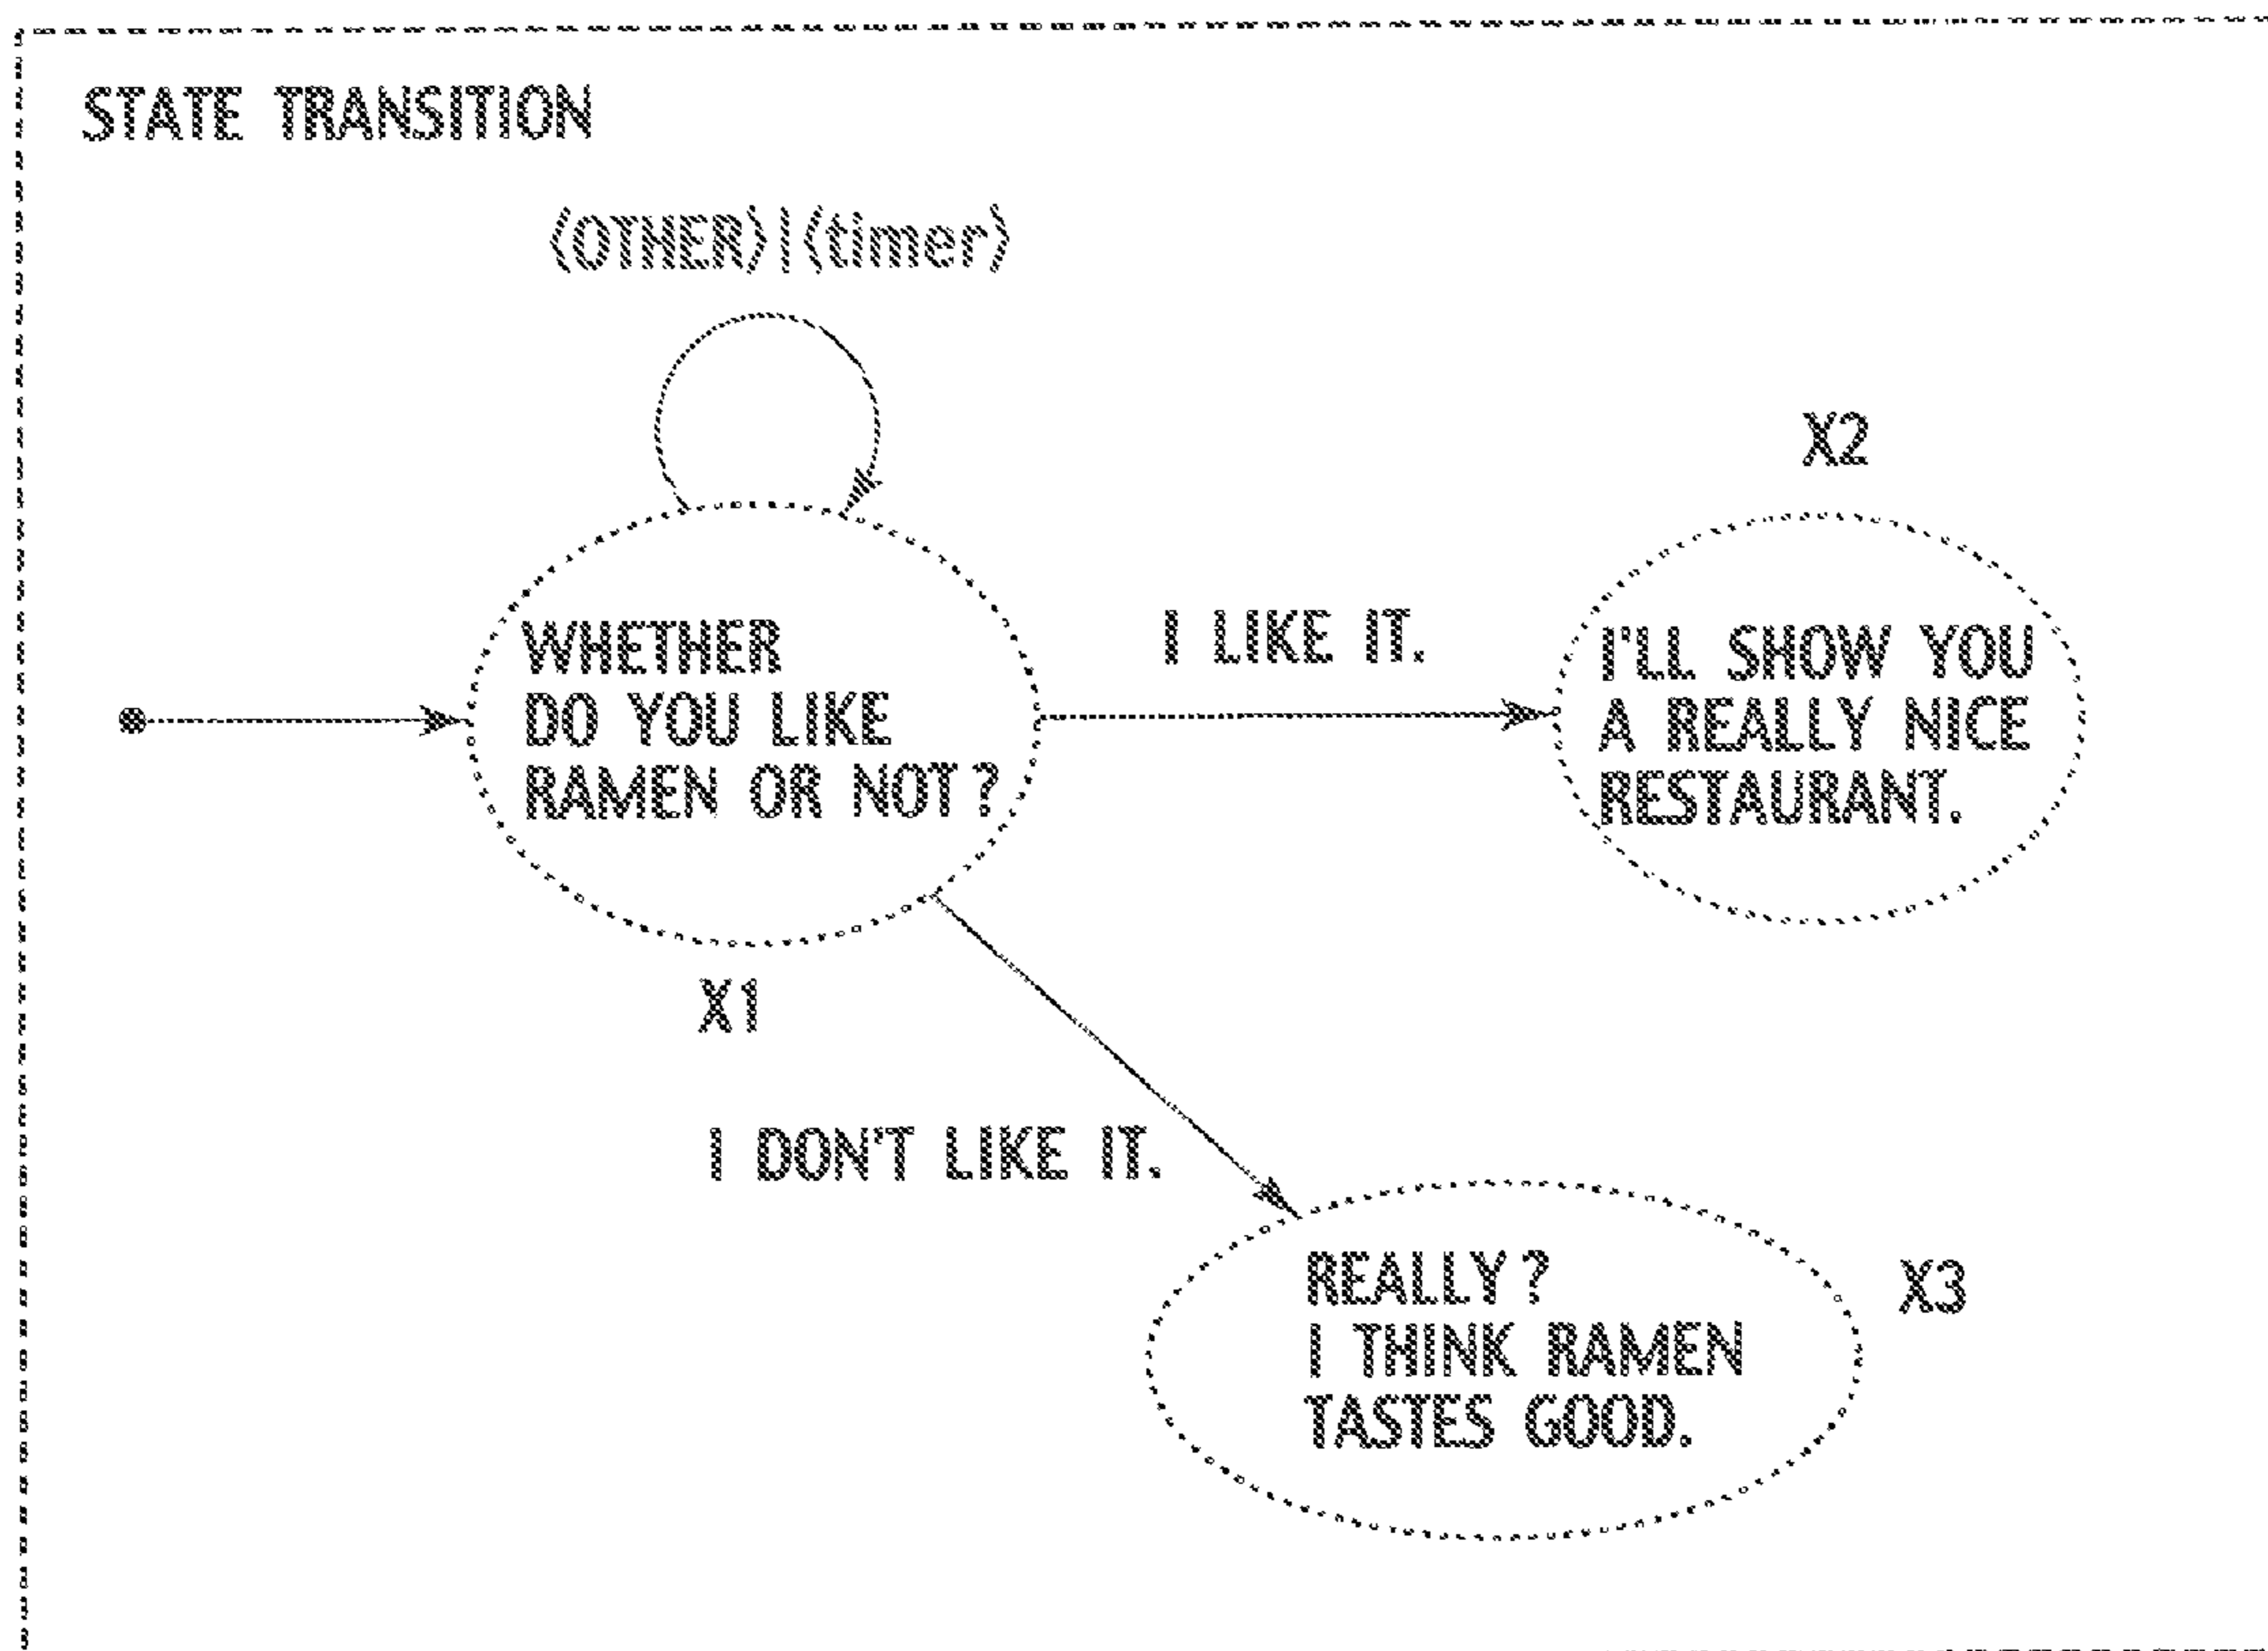 STATE TRANSITION
⟨OTHER⟩|⟨timer⟩
X2
WHETHER
DO YOU LIKE
RAMEN OR NOT?
I LIKE IT.
I'LL SHOW YOU
A REALLY NICE
RESTAURANT.
X1
I DON'T LIKE IT.
REALLY?
I THINK RAMEN
TASTES GOOD.
X3